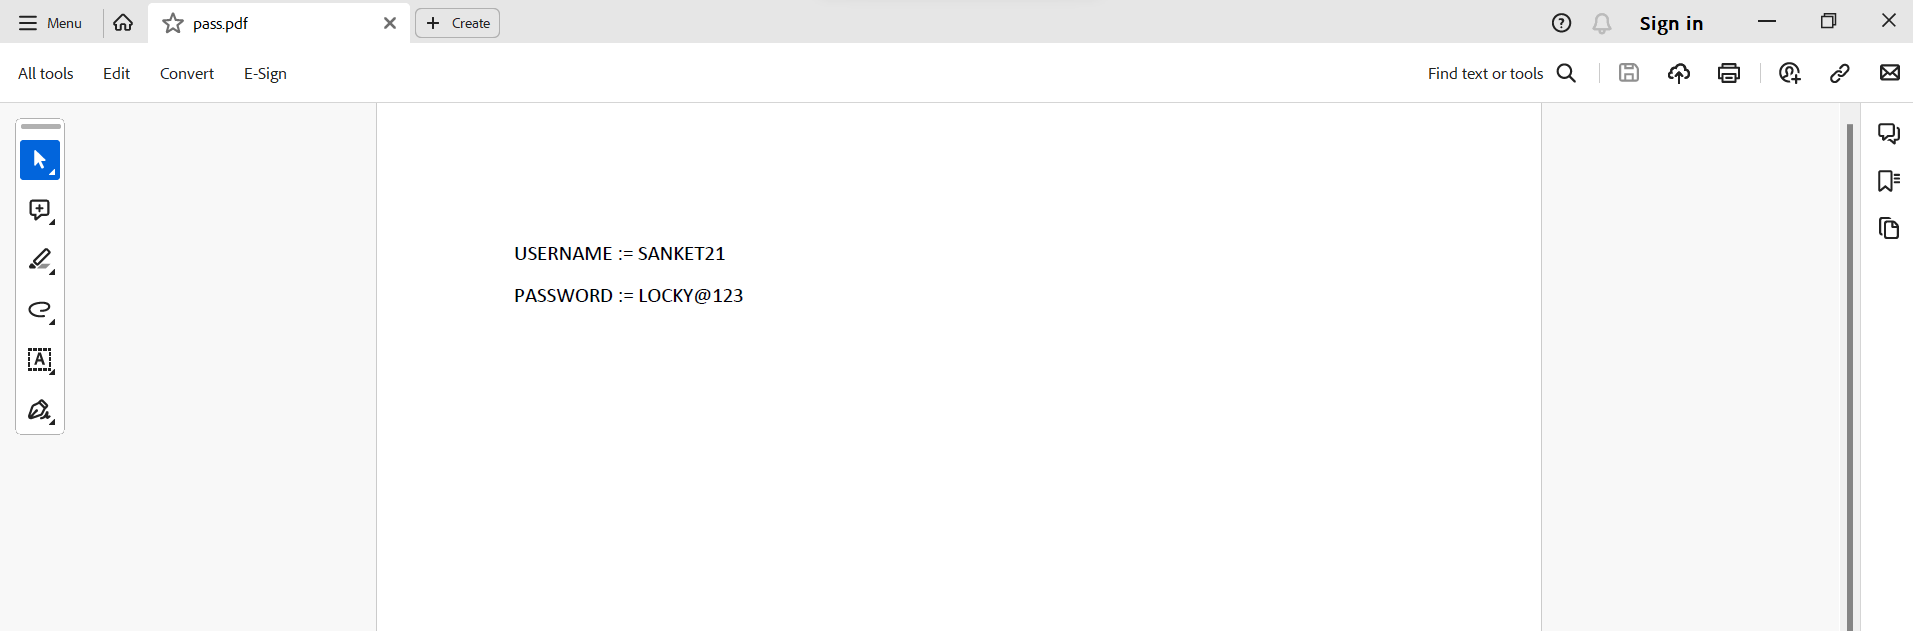 Menu pass.pdf Create Sign in
All tools Edit Convert E-Sign Find text or tools
USERNAME := SANKET21
PASSWORD := LOCKY@123